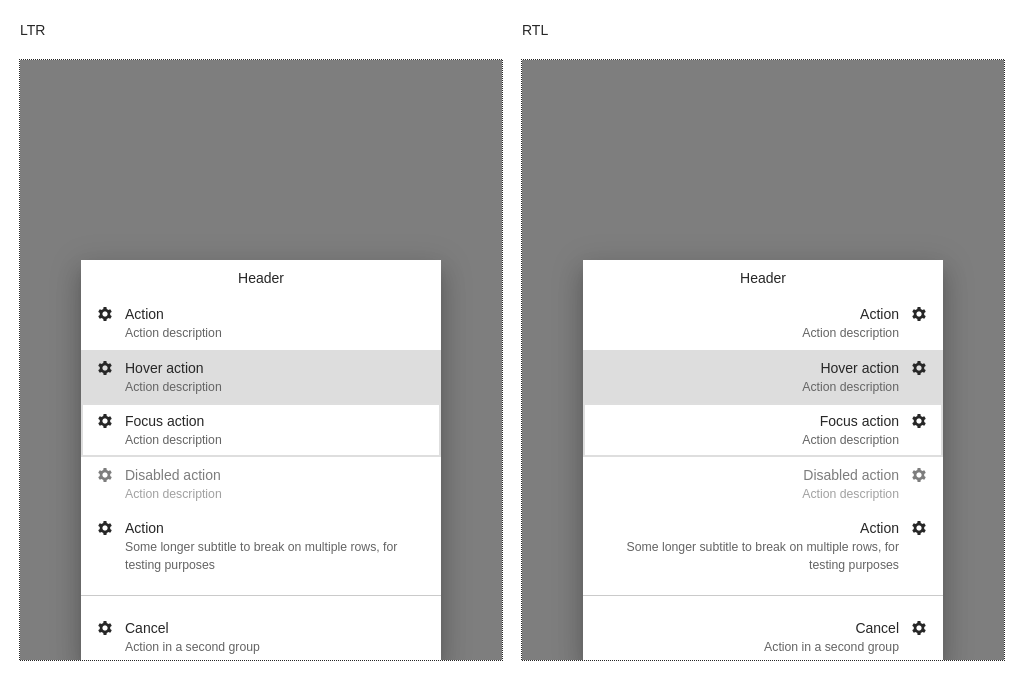 LTR
Header
Action
Action description
Hover action
Action description
Focus action
Action description
Disabled action
Action description
Action
Some longer subtitle to break on multiple rows, for
testing purposes
Cancel
Action in a second group
RTL
Header
Action
Action description
Hover action
Action description
Focus action
Action description
Disabled action
Action description
Action
Some longer subtitle to break on multiple rows, for
testing purposes
Cancel
Action in a second group